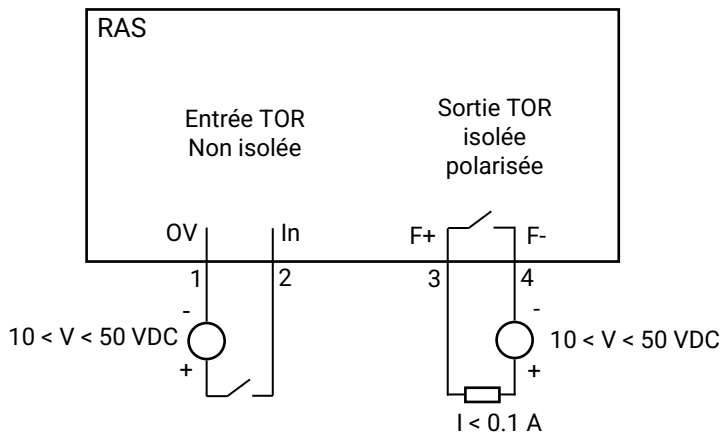 RAS
Entrée TOR
Non isolée
Sortie TOR
isolée
polarisée
OV
In
F+
F-
1
2
3
4
-
10 < V < 50 VDC
+
-
10 < V < 50 VDC
+
I < 0.1 A